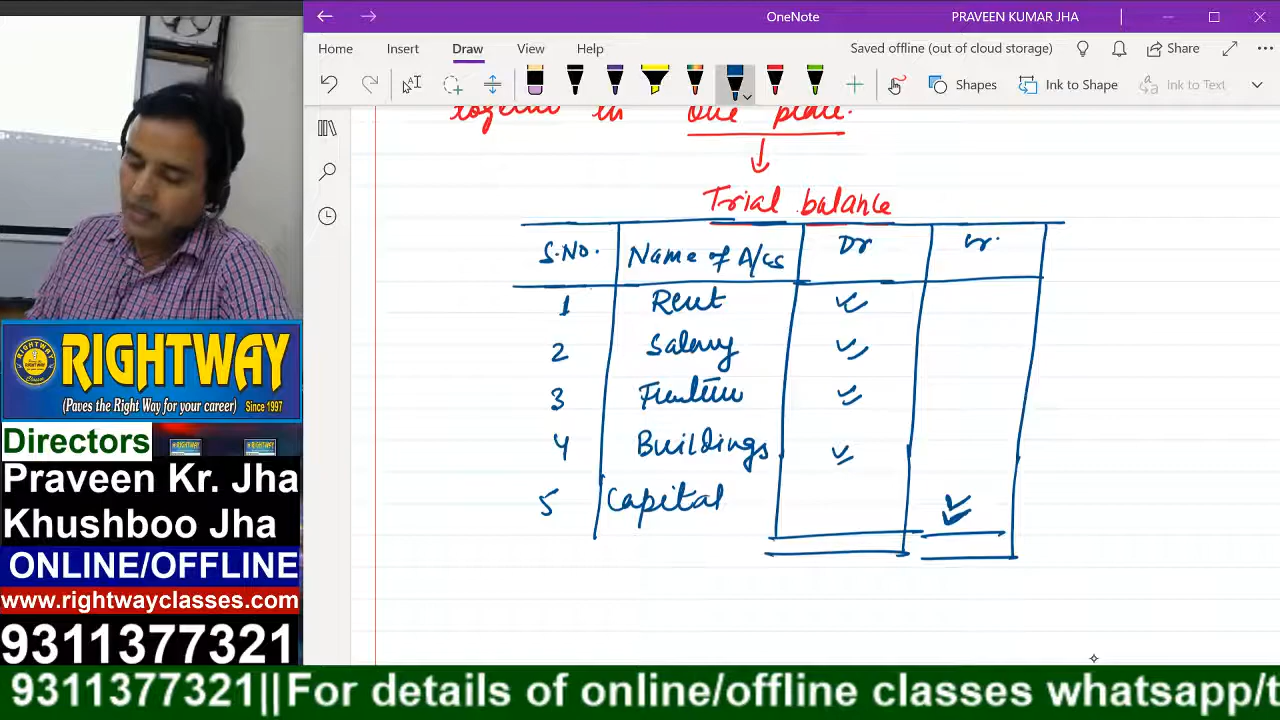 OneNote
PRAVEEN KUMAR JHA
Home Insert Draw View Help
Saved offline (out of cloud storage)
Share
Shapes
Ink to Shape
Ink to Text
together in one place.
Trial balance
S.No. Name of A/cs Dr Cr.
1 Rent
2 Salary
3
4 Buildings
5 Capital
RIGHTWAY
(Paves the Right Way for your career) Since 1997
Directors
Praveen Kr. Jha
Khushboo Jha
ONLINE/OFFLINE
www.rightwayclasses.com
9311377321
9311377321||For details of online/offline classes whatsapp/t